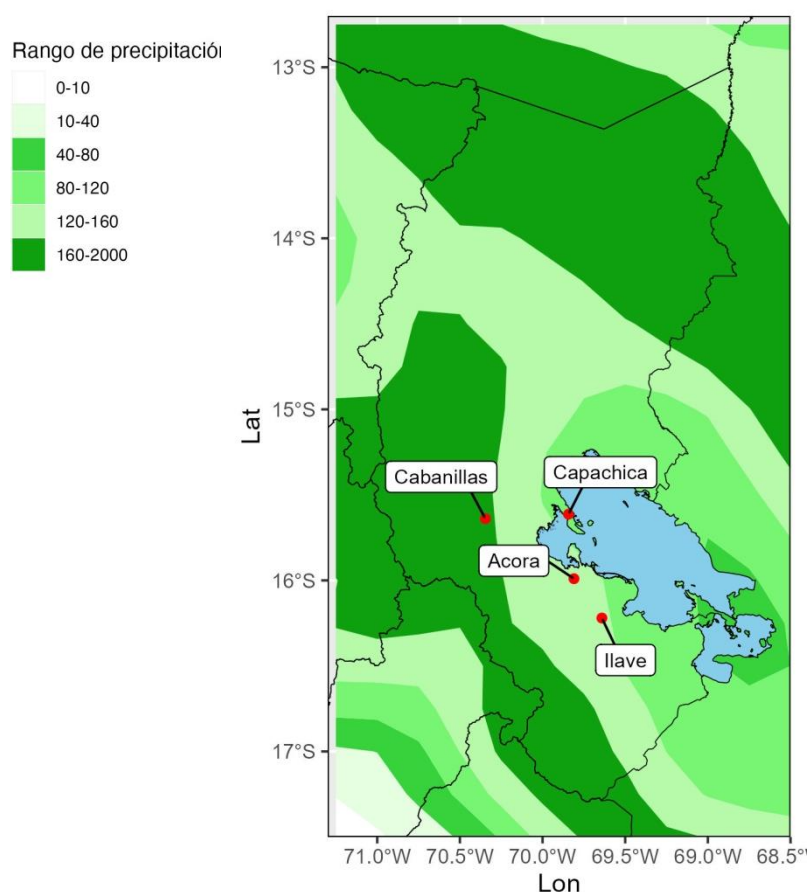 Rango de precipitación
0-10
10-40
40-80
80-120
120-160
160-2000
Lat
13°S
14°S
15°S
16°S
17°S
Cabanillas
Capachica
Acora
Ilave
71.0°W 70.5°W 70.0°W 69.5°W 69.0°W 68.5°W
Lon